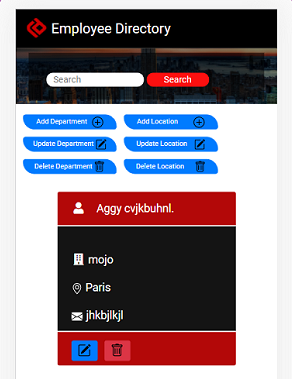 Employee Directory
Search Search
Add Department Add Location
Update Department Update Location
Delete Department Delete Location
Aggy cvjkbuhnl.
mojo
Paris
jhkbjlkjl